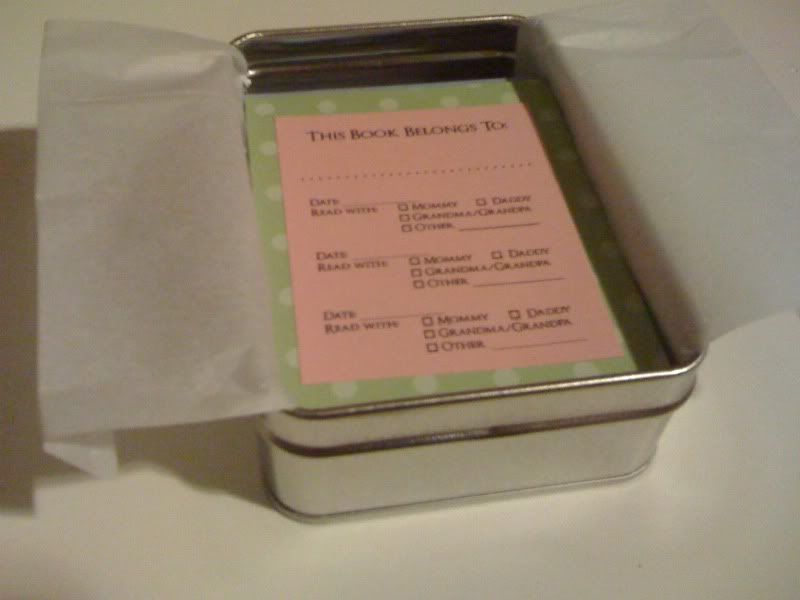 This Book Belongs To:
Date
Read with: ☐ Mommy ☐ Daddy
☐ Grandma/Grandpa
☐ Other
Date
Read with: ☐ Mommy ☐ Daddy
☐ Grandma/Grandpa
☐ Other
Date
Read with: ☐ Mommy ☐ Daddy
☐ Grandma/Grandpa
☐ Other